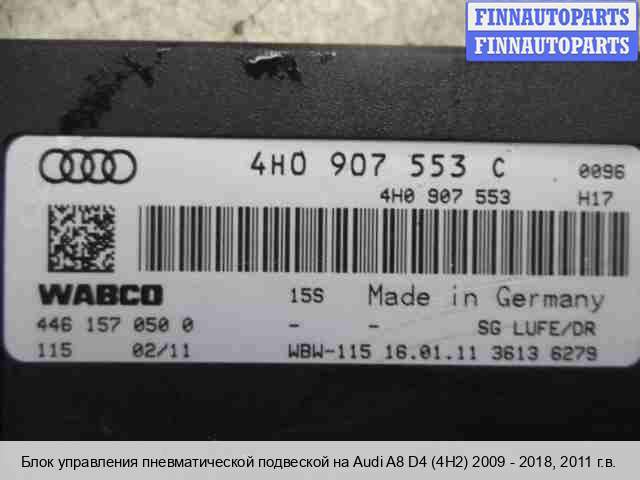 FINNAUTOPARTS
FINNAUTOPARTS
4H0 907 553 C 0096
4H0 907 553 H17
WABCO 15S Made in Germany
446 157 050 0 - - SG LUFE/DR
115 02/11 WBW-115 16.01.11 3613 6279
Блок управления пневматической подвеской на Audi A8 D4 (4H2) 2009 - 2018, 2011 г.в.